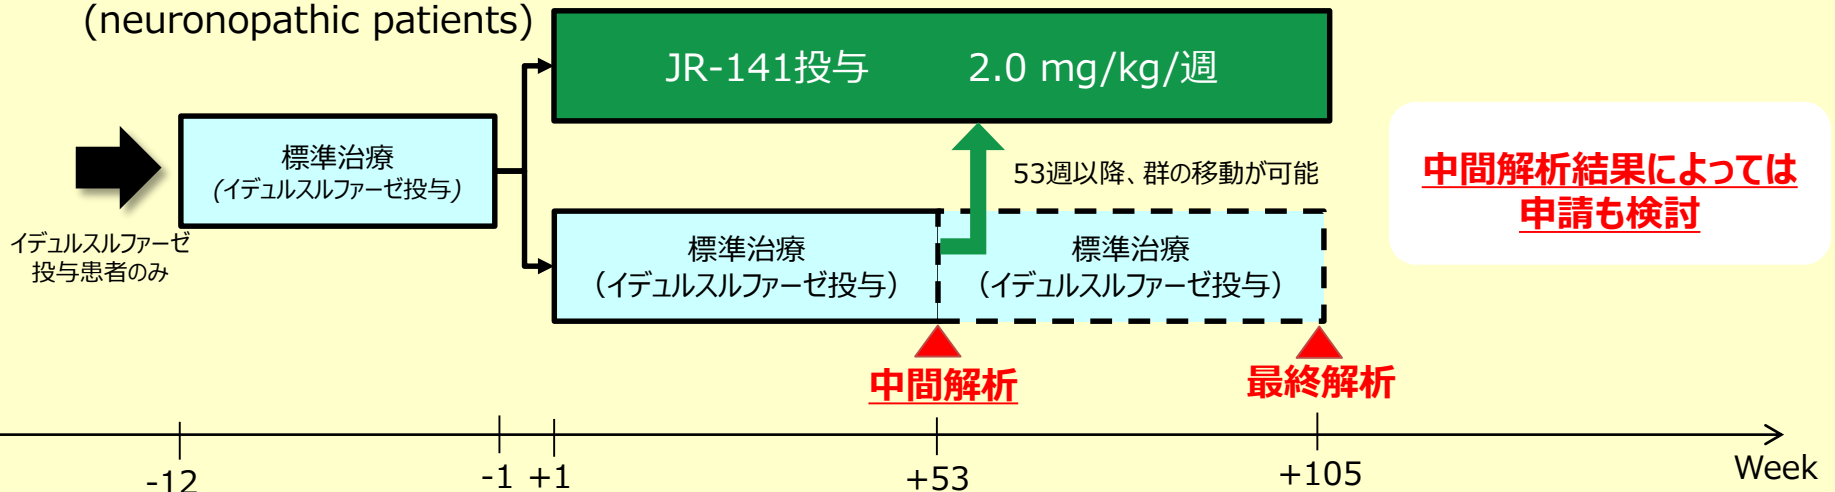 (neuronopathic patients)
JR-141投与 2.0 mg/kg/週
標準治療
(イデュルスルファーゼ投与)
イデュルスルファーゼ
投与患者のみ
53週以降、群の移動が可能
標準治療
（イデュルスルファーゼ投与）
標準治療
（イデュルスルファーゼ投与）
中間解析結果によっては
申請も検討
中間解析
最終解析
-12
-1
+1
+53
+105
Week